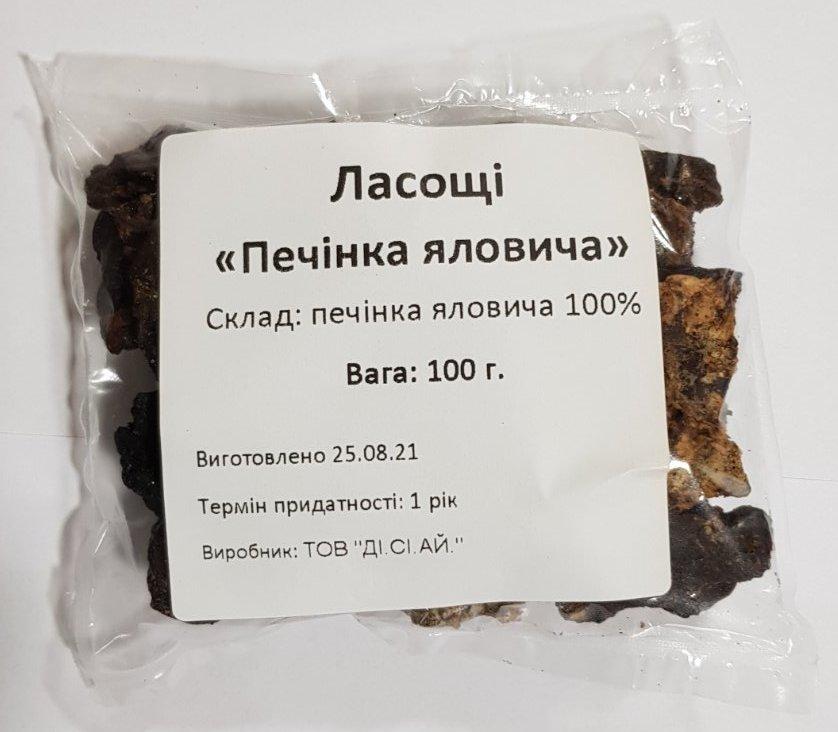 Ласощі
«Печінка яловича»
Склад: печінка яловича 100%
Вага: 100 г.
Виготовлено 25.08.21
Термін придатності: 1 рік
Виробник: ТОВ "ДІ.СІ.АЙ."